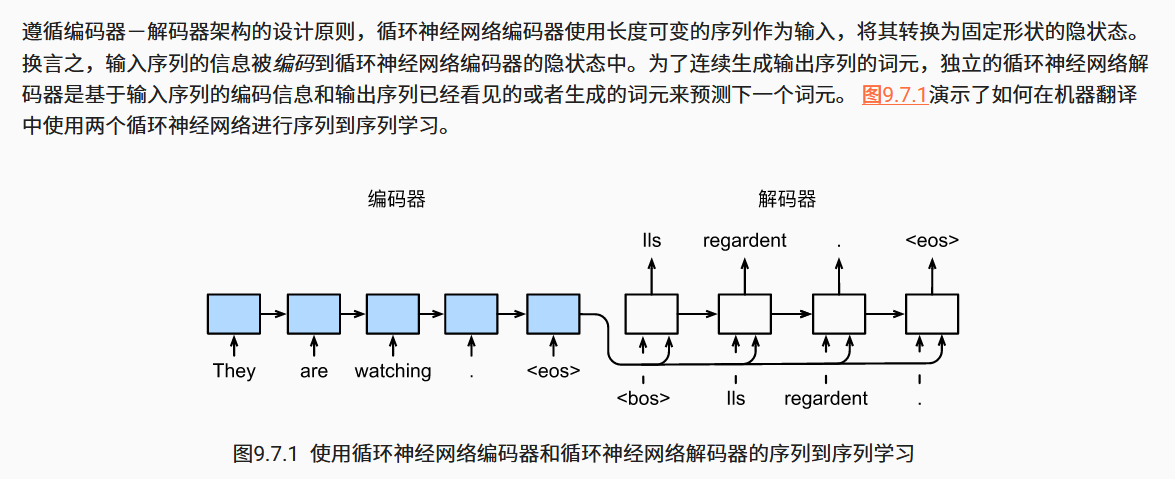 遵循编码器－解码器架构的设计原则，循环神经网络编码器使用长度可变的序列作为输入，将其转换为固定形状的隐状态。
换言之，输入序列的信息被编码到循环神经网络编码器的隐状态中。为了连续生成输出序列的词元，独立的循环神经网络解
码器是基于输入序列的编码信息和输出序列已经看见的或者生成的词元来预测下一个词元。 图9.7.1演示了如何在机器翻译
中使用两个循环神经网络进行序列到序列学习。
编码器 解码器
Ils regardent . <eos>
They are watching . <eos>
<bos> Ils regardent .
图9.7.1 使用循环神经网络编码器和循环神经网络解码器的序列到序列学习